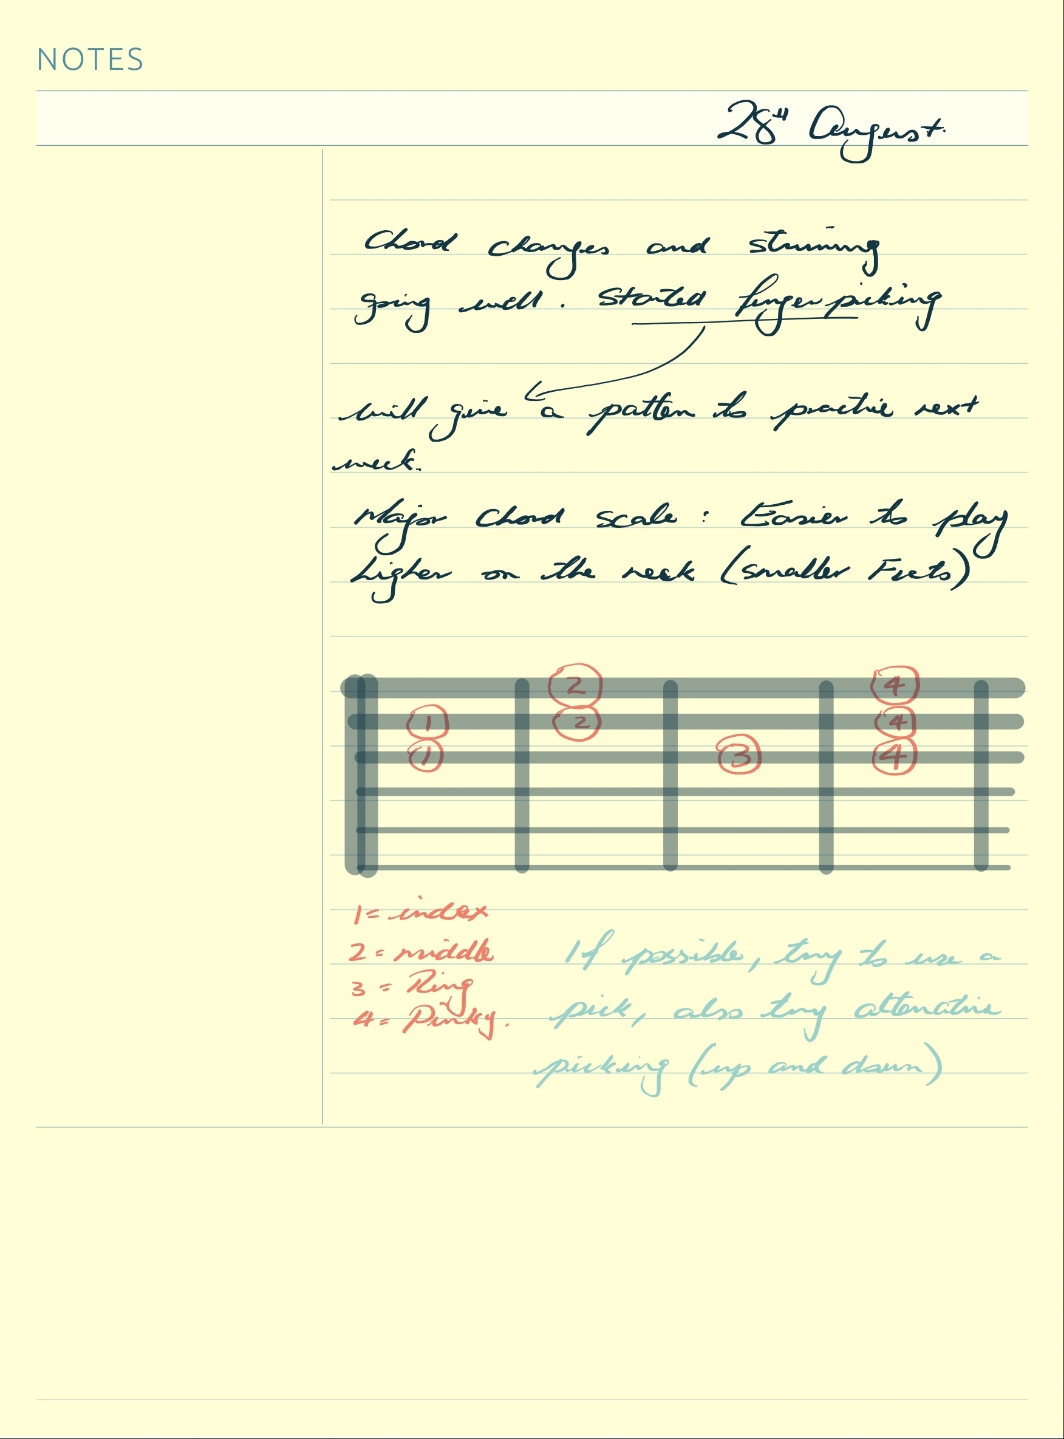 NOTES
28th August.
Chord changes and strumming
going well. Started fingerpicking
will give a patten to practice next
week.
Major Chord scale: Easier to play
higher on the neck (smaller Frets)
2 4
1 2 4
1 3 4
1 = index
2 = middle
3 = Ring
4 = Pinky.
If possible, try to use a
pick, also try alternative
picking (up and down)